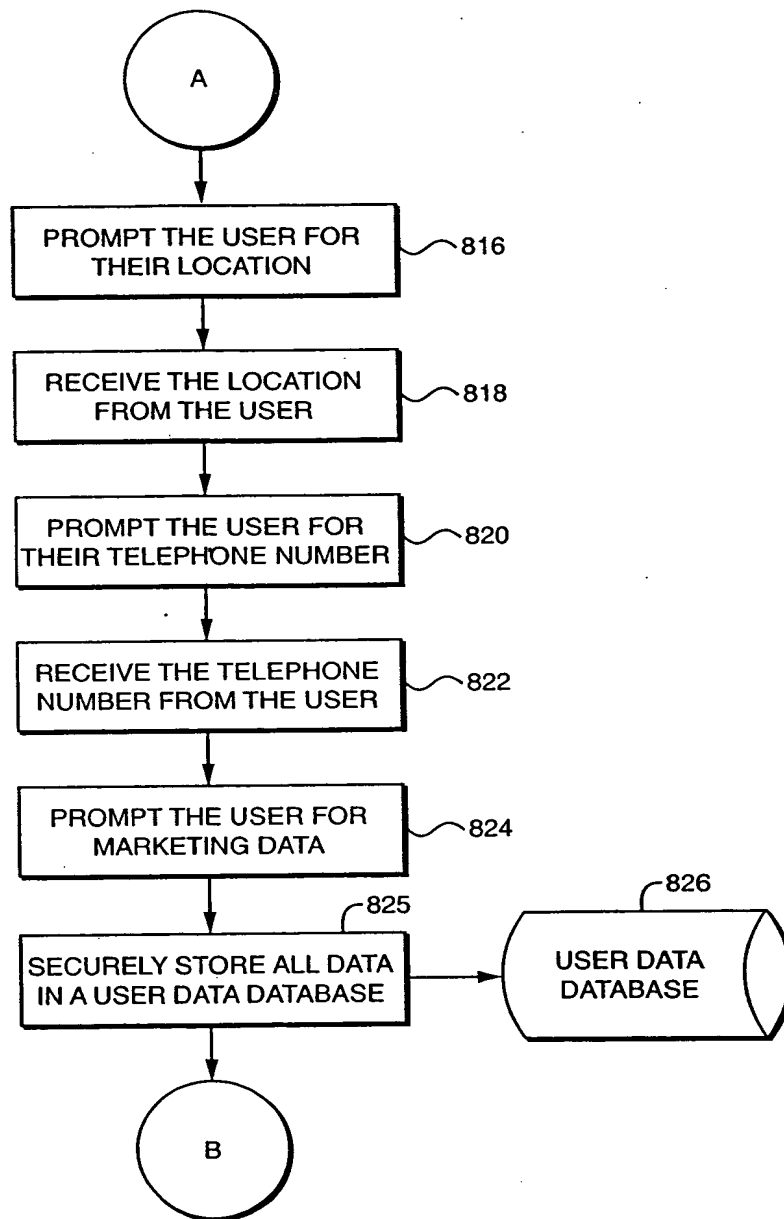 A
PROMPT THE USER FOR
THEIR LOCATION
816
RECEIVE THE LOCATION
FROM THE USER
818
PROMPT THE USER FOR
THEIR TELEPHONE NUMBER
820
RECEIVE THE TELEPHONE
NUMBER FROM THE USER
822
PROMPT THE USER FOR
MARKETING DATA
824
825
SECURELY STORE ALL DATA
IN A USER DATA DATABASE
826
USER DATA
DATABASE
B